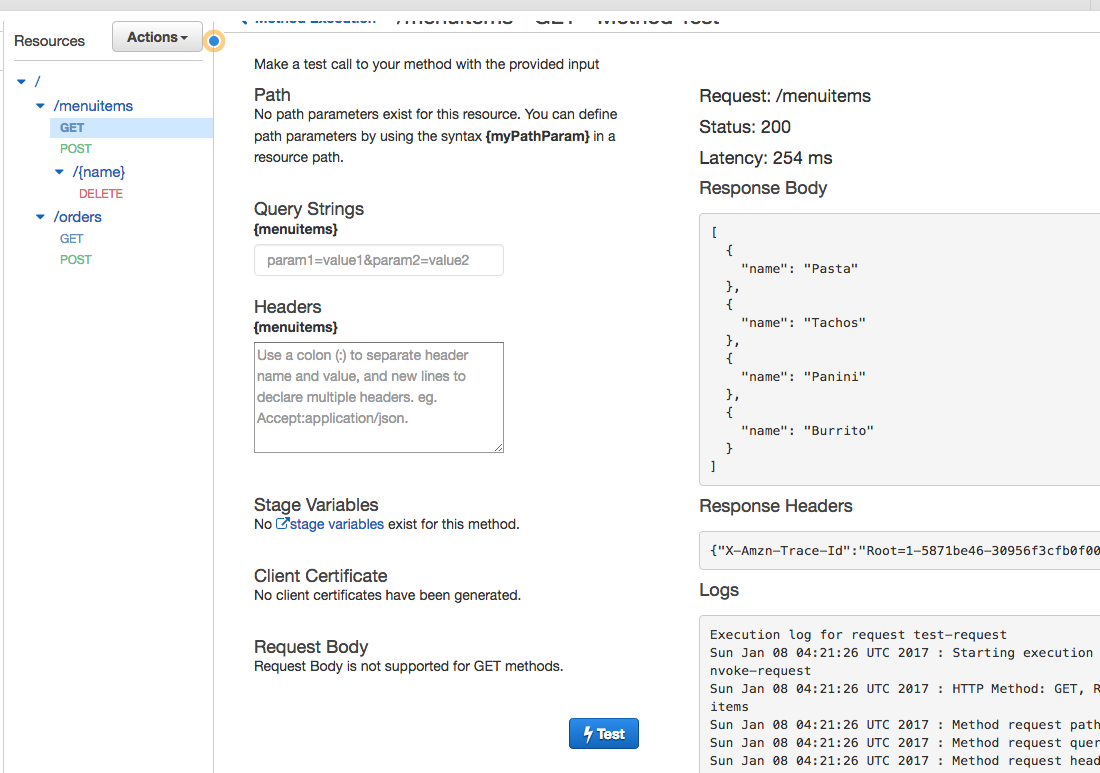 Method Execution /menuitems - GET - Method Test
Resources
Actions
/
/menuitems
GET
POST
/{name}
DELETE
/orders
GET
POST
Make a test call to your method with the provided input
Path
No path parameters exist for this resource. You can define
path parameters by using the syntax {myPathParam} in a
resource path.
Query Strings
{menuitems}
param1=value1&param2=value2
Headers
{menuitems}
Use a colon (:) to separate header
name and value, and new lines to
declare multiple headers. eg.
Accept:application/json.
Stage Variables
No stage variables exist for this method.
Client Certificate
No client certificates have been generated.
Request Body
Request Body is not supported for GET methods.
Test
Request: /menuitems
Status: 200
Latency: 254 ms
Response Body
[
{
"name": "Pasta"
},
{
"name": "Tachos"
},
{
"name": "Panini"
},
{
"name": "Burrito"
}
]
Response Headers
{"X-Amzn-Trace-Id":"Root=1-5871be46-30956f3cfb0f00
Logs
Execution log for request test-request
Sun Jan 08 04:21:26 UTC 2017 : Starting execution
nvoke-request
Sun Jan 08 04:21:26 UTC 2017 : HTTP Method: GET, R
items
Sun Jan 08 04:21:26 UTC 2017 : Method request path
Sun Jan 08 04:21:26 UTC 2017 : Method request quer
Sun Jan 08 04:21:26 UTC 2017 : Method request head